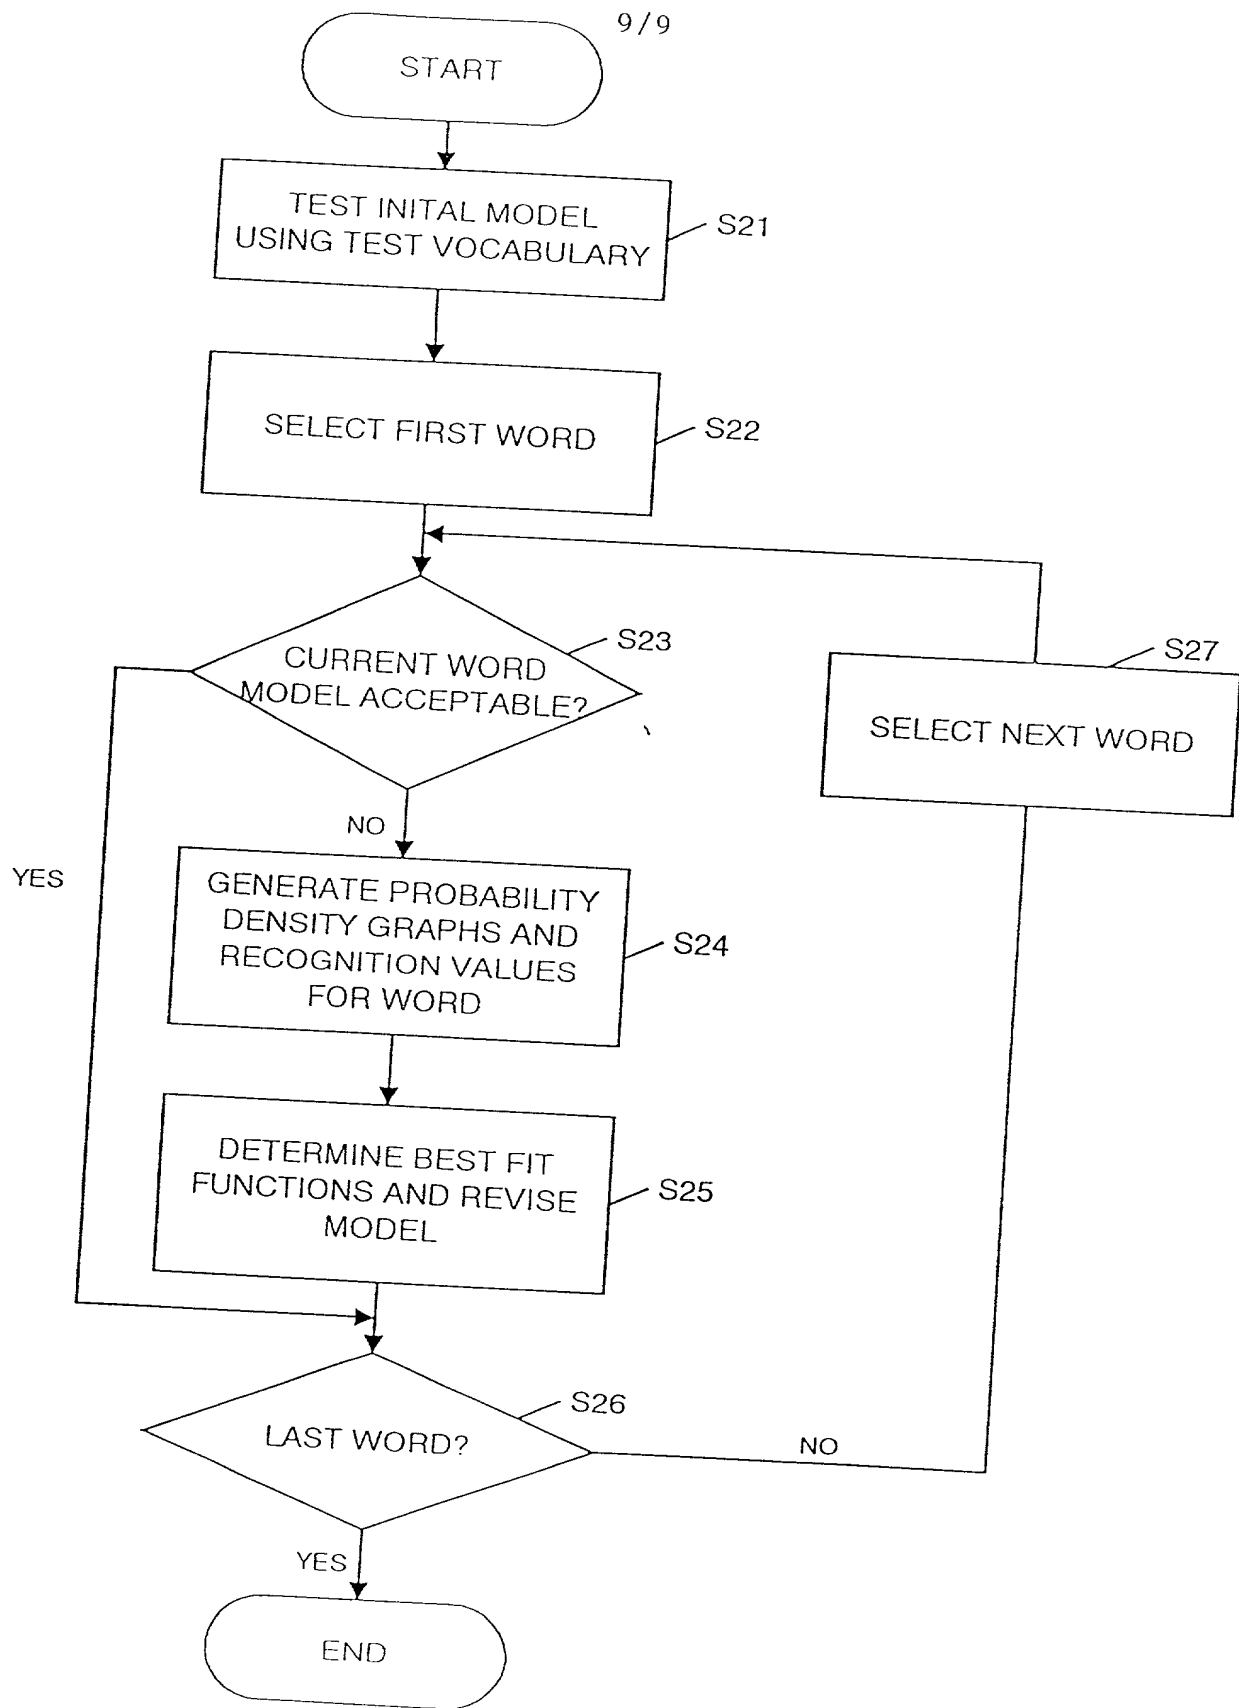 9/9
START
TEST INITAL MODEL
USING TEST VOCABULARY
S21
SELECT FIRST WORD
S22
CURRENT WORD
MODEL ACCEPTABLE?
S23
S27
SELECT NEXT WORD
NO
YES
GENERATE PROBABILITY
DENSITY GRAPHS AND
RECOGNITION VALUES
FOR WORD
S24
DETERMINE BEST FIT
FUNCTIONS AND REVISE
MODEL
S25
LAST WORD?
S26
NO
YES
END